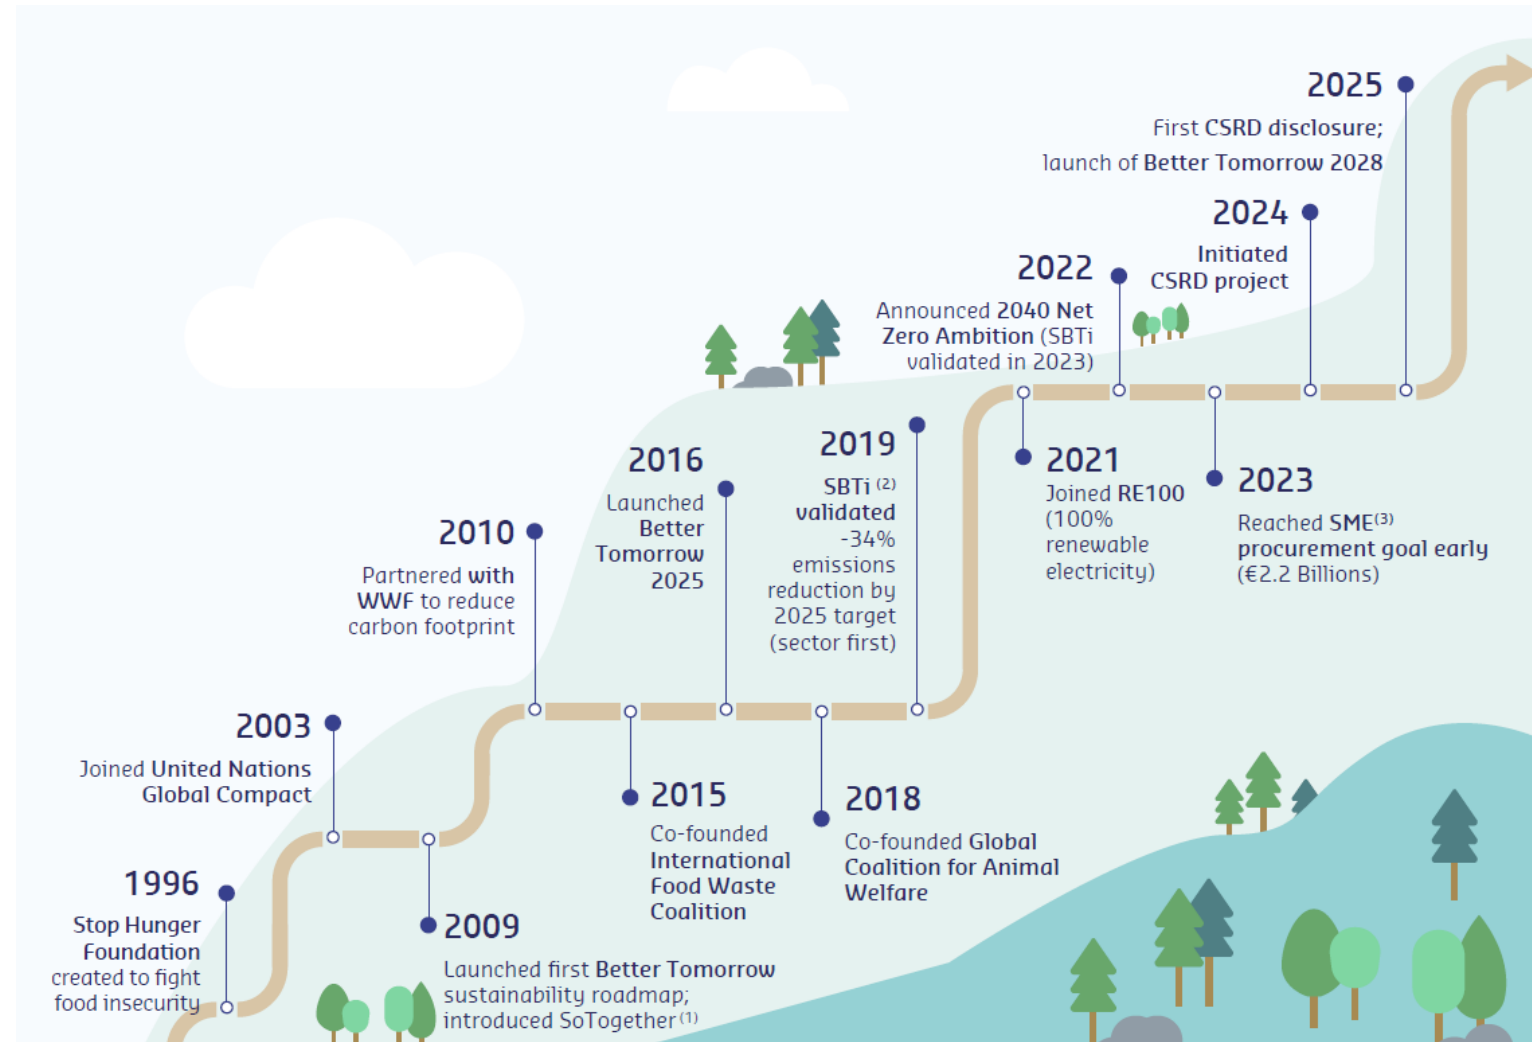 1996
Stop Hunger
Foundation
created to fight
food insecurity
2003
Joined United Nations
Global Compact
2009
Launched first Better Tomorrow
sustainability roadmap;
introduced SoTogether (1)
2010
Partnered with
WWF to reduce
carbon footprint
2015
Co-founded
International
Food Waste
Coalition
2016
Launched
Better
Tomorrow
2025
2018
Co-founded Global
Coalition for Animal
Welfare
2019
SBTi (2)
validated
-34%
emissions
reduction by
2025 target
(sector first)
2021
Joined RE100
(100%
renewable
electricity)
2022
Announced 2040 Net
Zero Ambition (SBTi
validated in 2023)
2023
Reached SME(3)
procurement goal early
(€2.2 Billions)
2024
Initiated
CSRD project
2025
First CSRD disclosure;
launch of Better Tomorrow 2028